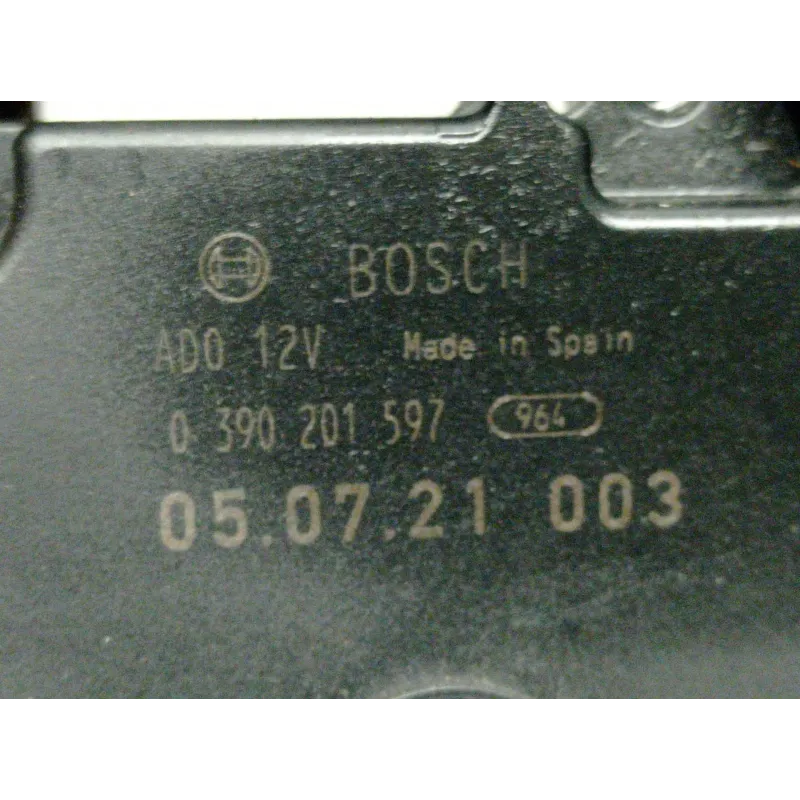 BOSCH
ADO 12V Made in Spain
0 390 201 597 964
05.07.21 003